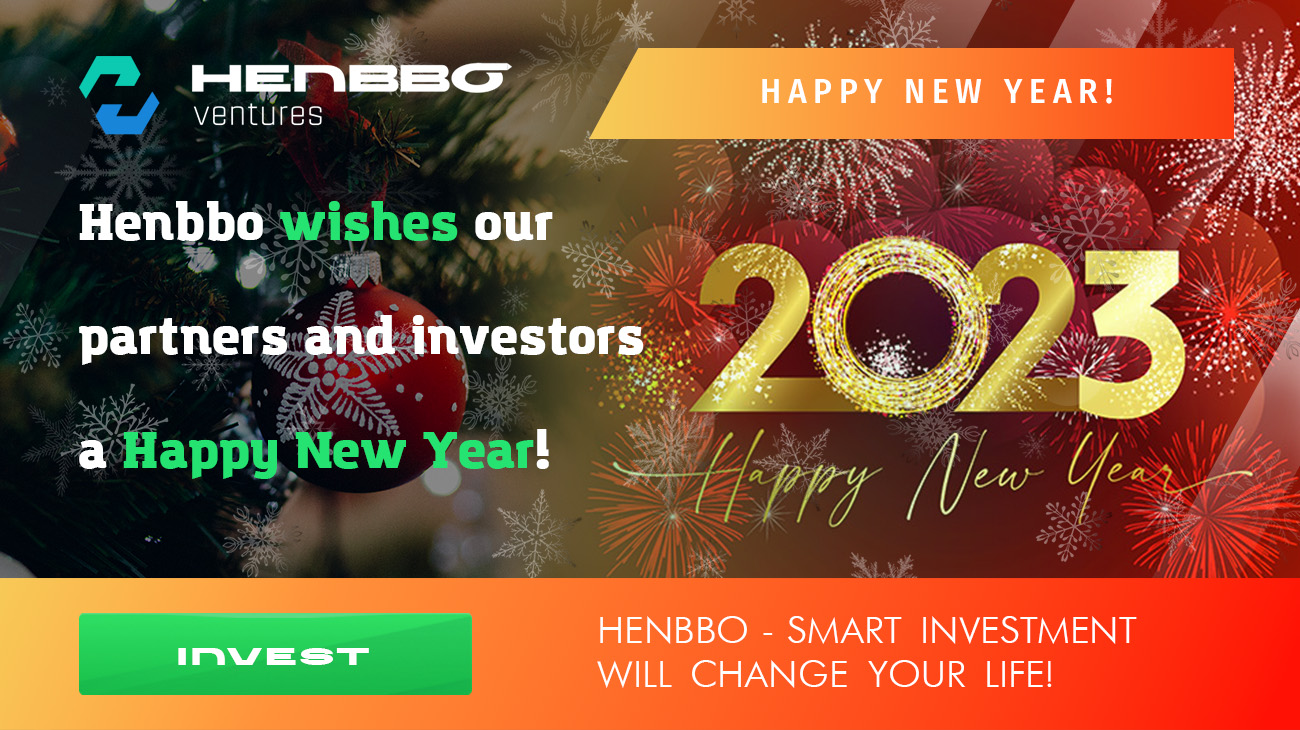 HENBBO
ventures
HAPPY NEW YEAR!
Henbbo wishes our
partners and investors
a Happy New Year!
2023
Happy New Year
INVEST
HENBBO - SMART INVESTMENT
WILL CHANGE YOUR LIFE!